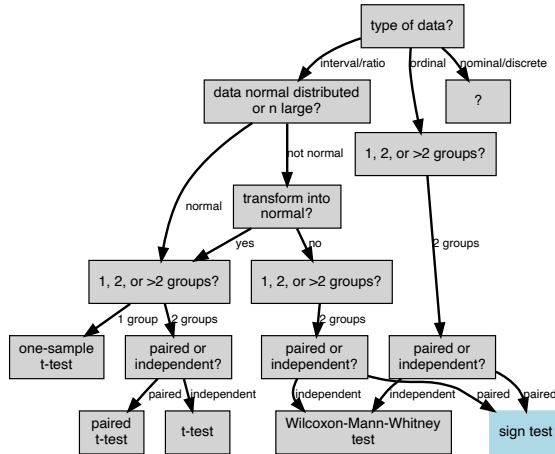 type of data?
interval/ratio
ordinal
nominal/discrete
data normal distributed
or n large?
?
1, 2, or >2 groups?
not normal
normal
transform into
normal?
2 groups
yes
no
1, 2, or >2 groups?
1, 2, or >2 groups?
1 group
2 groups
2 groups
one-sample
t-test
paired or
independent?
paired or
independent?
paired or
independent?
paired
independent
independent
independent
paired
paired
paired
t-test
t-test
Wilcoxon-Mann-Whitney
test
sign test